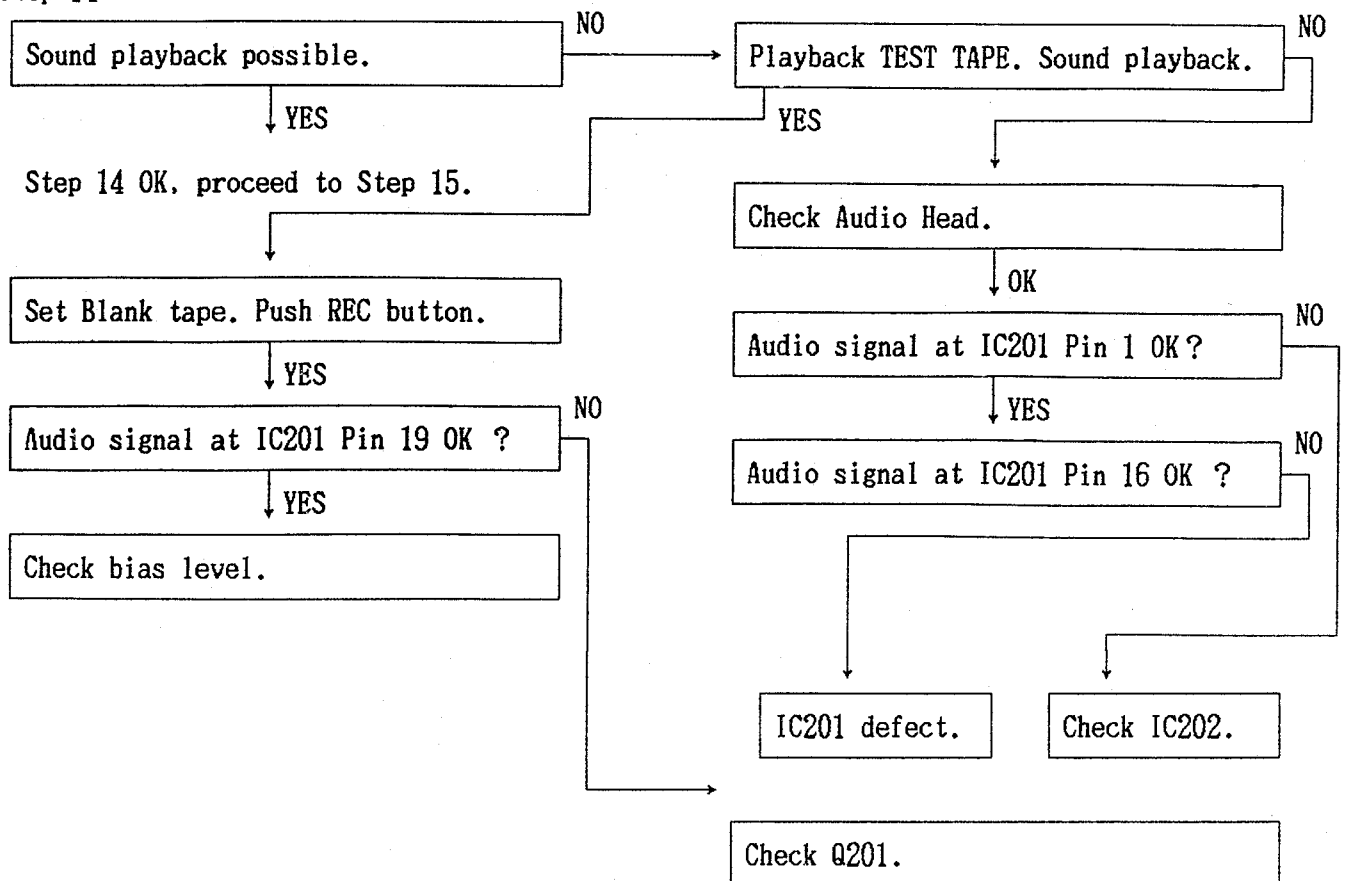 Sound playback possible.
NO
Playback TEST TAPE. Sound playback.
NO
YES
YES
Step 14 OK, proceed to Step 15.
Check Audio Head.
OK
Set Blank tape. Push REC button.
Audio signal at IC201 Pin 1 OK?
NO
YES
YES
Audio signal at IC201 Pin 19 OK ?
NO
Audio signal at IC201 Pin 16 OK ?
NO
YES
Check bias level.
IC201 defect.
Check IC202.
Check Q201.